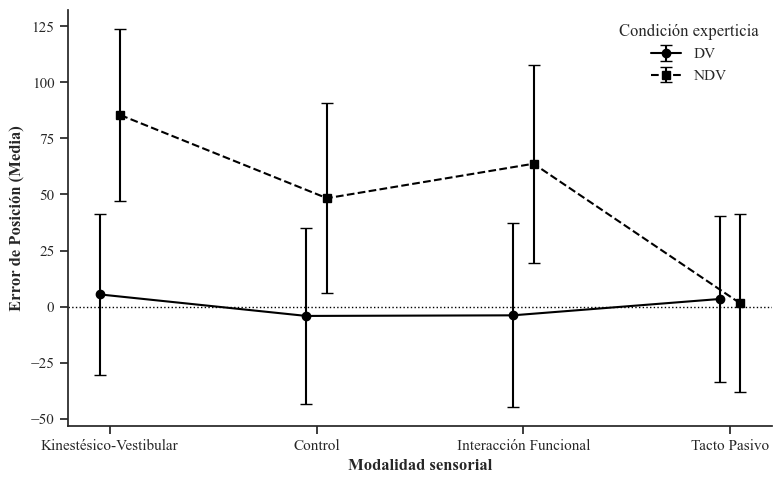 Condición experticia
DV
NDV
Error de Posición (Media)
125
100
75
50
25
0
−25
−50
Kinestésico-Vestibular
Control
Interacción Funcional
Tacto Pasivo
Modalidad sensorial